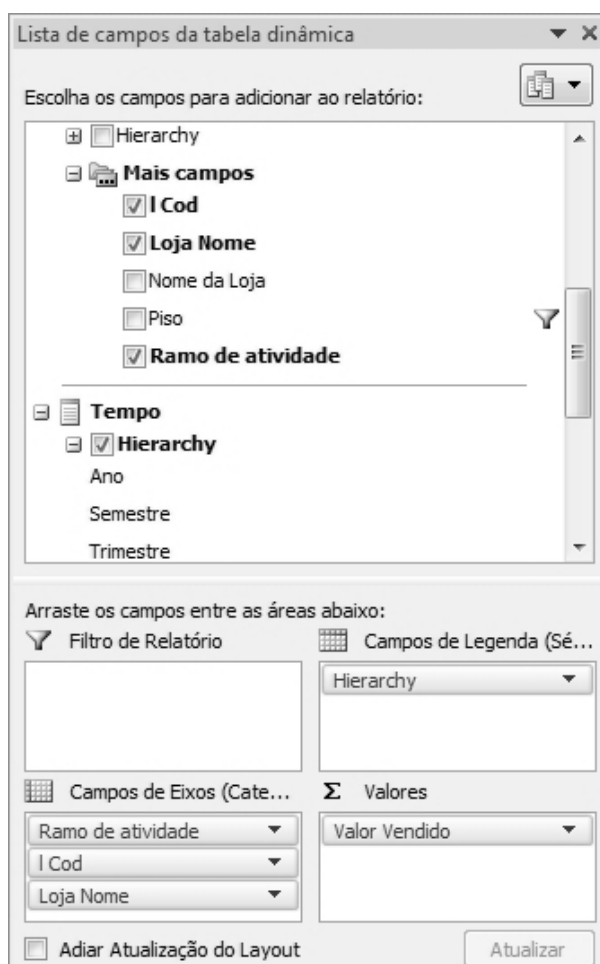 Lista de campos da tabela dinâmica
Escolha os campos para adicionar ao relatório:
Hierarchy
Mais campos
l Cod
Loja Nome
Nome da Loja
Piso
Ramo de atividade
Tempo
Hierarchy
Ano
Semestre
Trimestre
Arraste os campos entre as áreas abaixo:
Filtro de Relatório
Campos de Legenda (Sé...
Hierarchy
Campos de Eixos (Cate...
Σ Valores
Ramo de atividade
l Cod
Loja Nome
Valor Vendido
Adiar Atualização do Layout
Atualizar